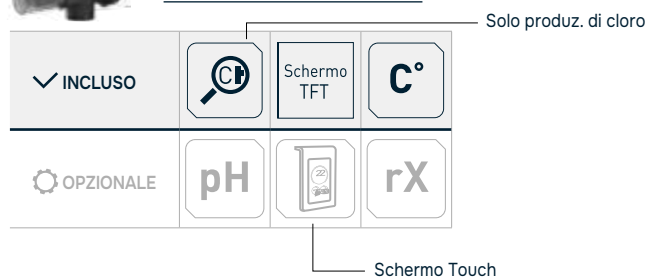 Solo produz. di cloro
INCLUSO
Schermo
TFT
C°
OPZIONALE
pH
rX
Schermo Touch